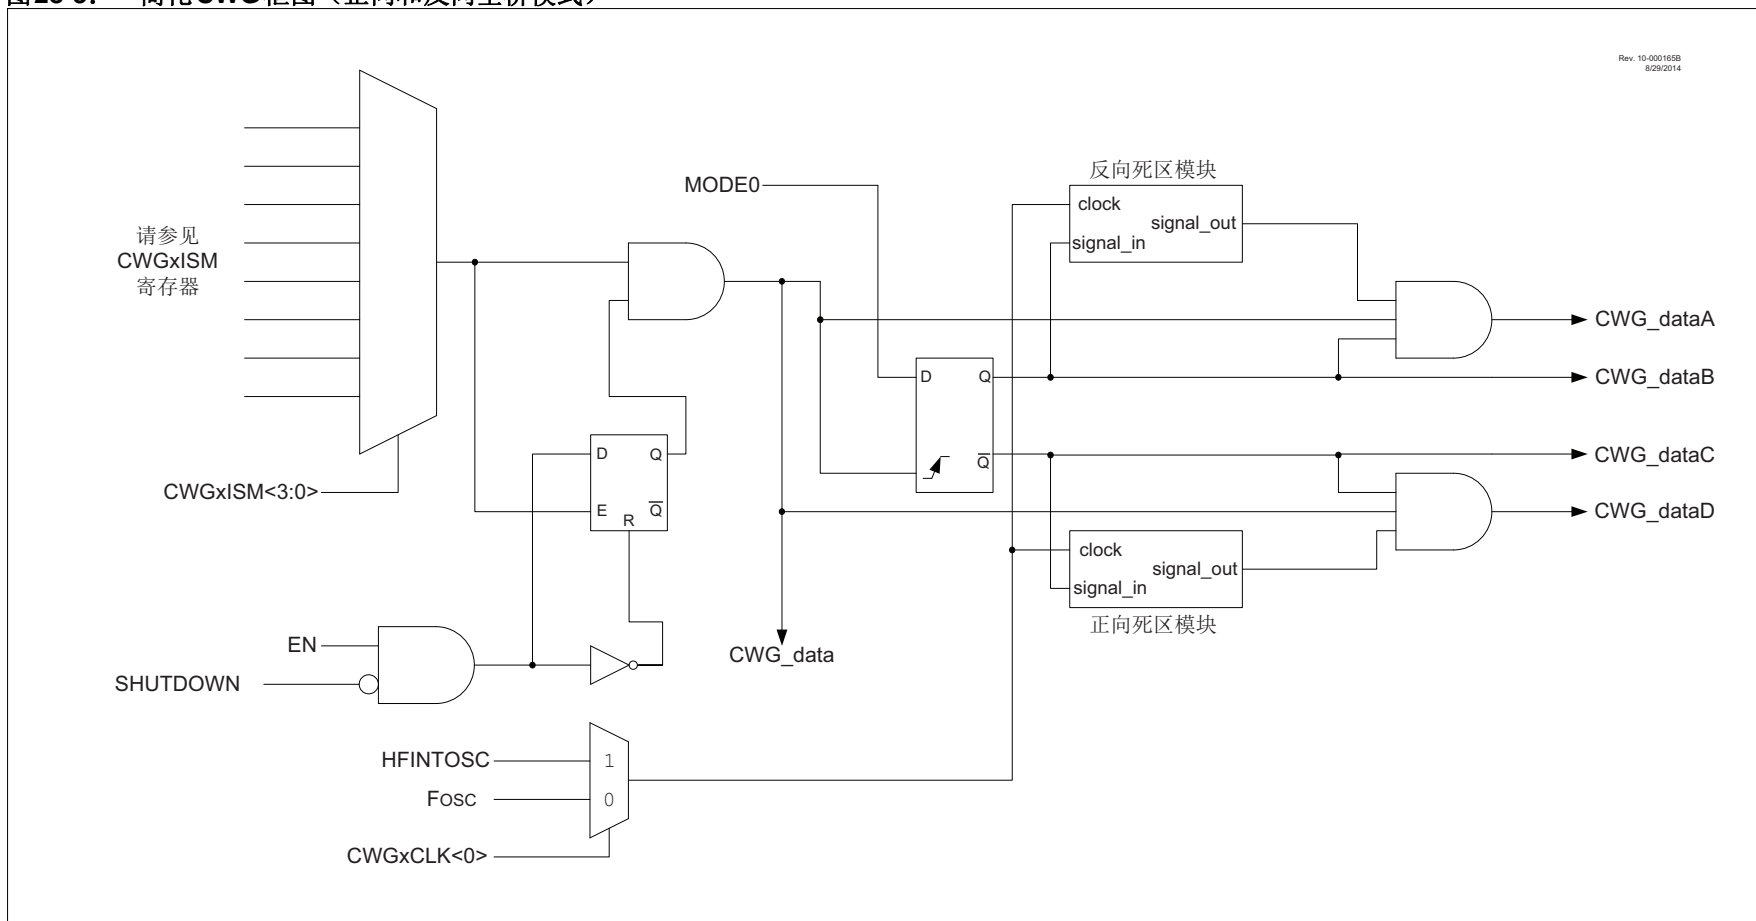 Rev. 10-000165B
8/29/2014
请参见
CWGxISM
寄存器
CWGxISM<3:0>
MODE0
反向死区模块
clock
signal_out
signal_in
CWG_dataA
D
Q
CWG_dataB
Q
CWG_dataC
D
Q
E
R
Q
CWG_dataD
clock
signal_out
signal_in
正向死区模块
EN
SHUTDOWN
CWG_data
HFINTOSC
1
FOSC
0
CWGxCLK<0>